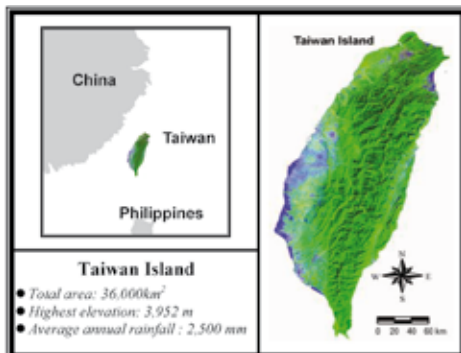 China
Taiwan
Philippines
Taiwan Island
● Total area: 36,000km²
● Highest elevation: 3,952 m
● Average annual rainfall : 2,500 mm
Taiwan Island
N
W E
S
0 20 40 60 km